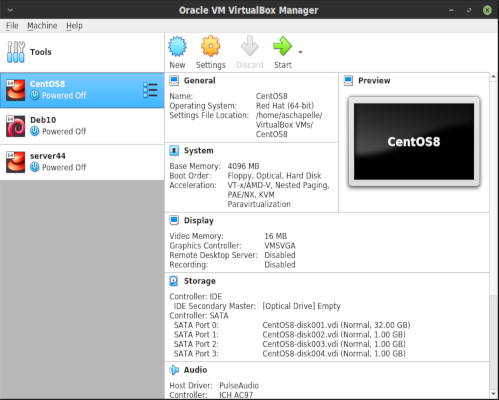 Oracle VM VirtualBox Manager
File Machine Help
Tools
New Settings Discard Start
64 CentOS8
Powered Off
64 Deb10
Powered Off
64 server44
Powered Off
General
Name: CentOS8
Operating System: Red Hat (64-bit)
Settings File Location: /home/aschapelle/
VirtualBox VMs/
CentOS8
Preview
CentOS8
System
Base Memory: 4096 MB
Boot Order: Floppy, Optical, Hard Disk
Acceleration: VT-x/AMD-V, Nested Paging,
PAE/NX, KVM
Paravirtualization
Display
Video Memory: 16 MB
Graphics Controller: VMSVGA
Remote Desktop Server: Disabled
Recording: Disabled
Storage
Controller: IDE
IDE Secondary Master: [Optical Drive] Empty
Controller: SATA
SATA Port 0: CentOS8-disk001.vdi (Normal, 32.00 GB)
SATA Port 1: CentOS8-disk002.vdi (Normal, 1.00 GB)
SATA Port 2: CentOS8-disk003.vdi (Normal, 1.00 GB)
SATA Port 3: CentOS8-disk004.vdi (Normal, 1.00 GB)
Audio
Host Driver: PulseAudio
Controller: ICH AC97